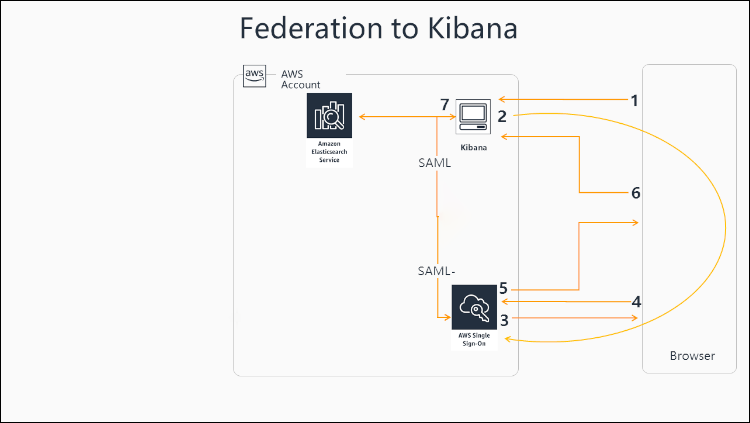 Federation to Kibana
aws
AWS
Account
Amazon
Elasticsearch
Service
7
2
1
Kibana
SAML
6
SAML-
5
4
3
AWS Single
Sign-On
Browser